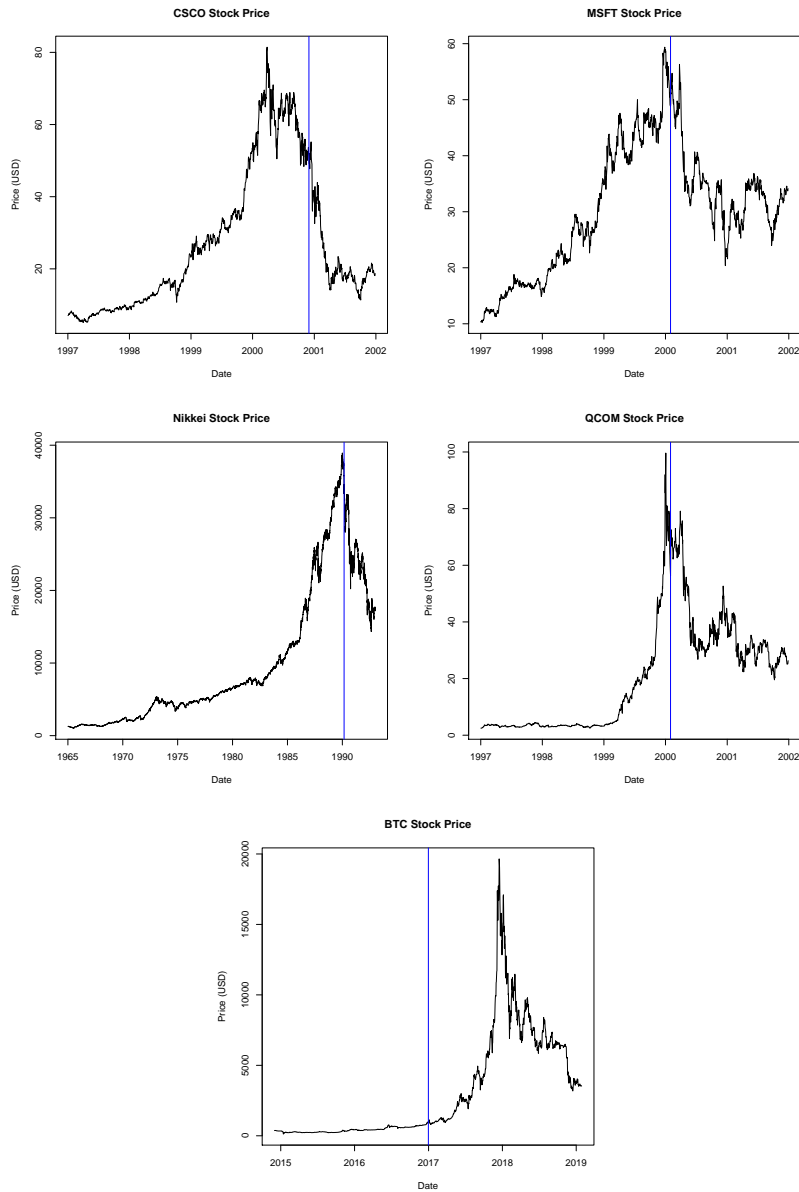 CSCO Stock Price
Price (USD)
80
60
40
20
1997 1998 1999 2000 2001 2002
Date
MSFT Stock Price
Price (USD)
60
50
40
30
20
10
1997 1998 1999 2000 2001 2002
Date
Nikkei Stock Price
Price (USD)
40000
30000
20000
10000
0
1965 1970 1975 1980 1985 1990
Date
QCOM Stock Price
Price (USD)
100
80
60
40
20
0
1997 1998 1999 2000 2001 2002
Date
BTC Stock Price
Price (USD)
20000
15000
10000
5000
0
2015 2016 2017 2018 2019
Date